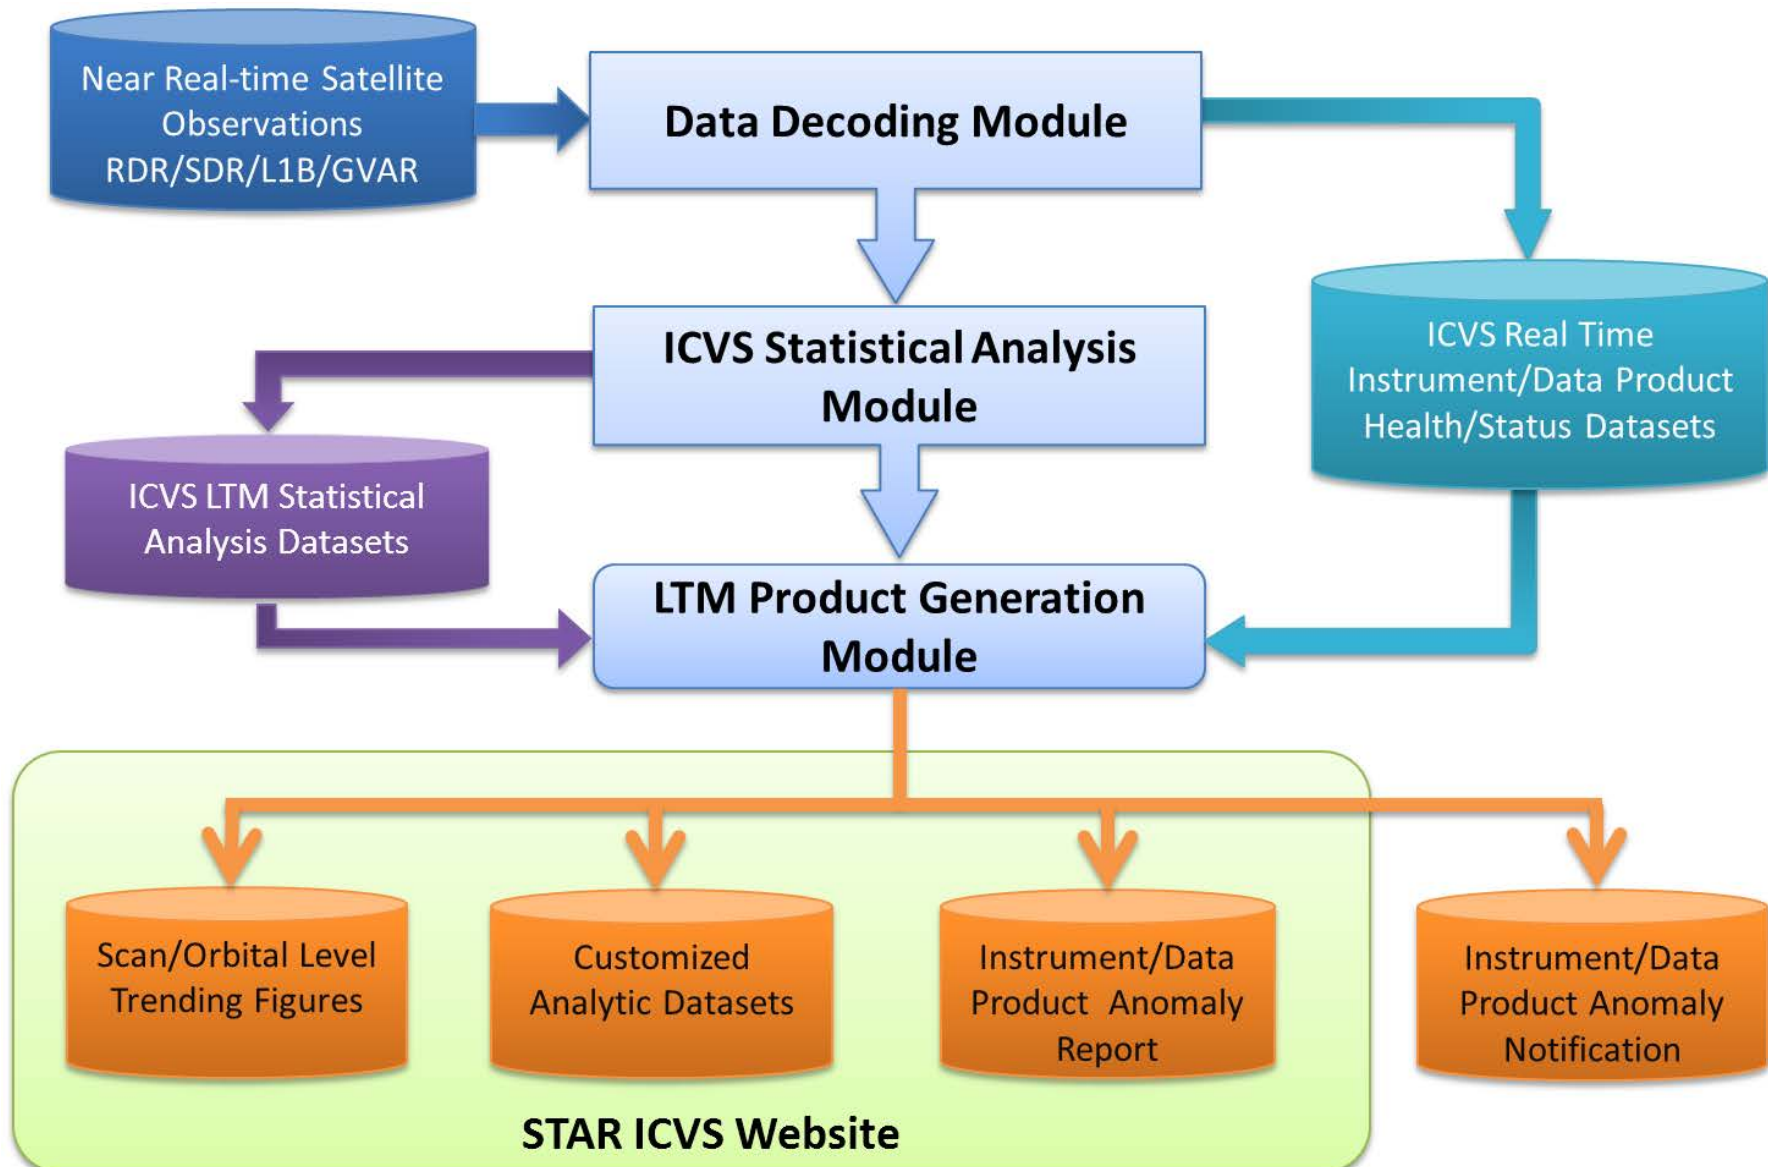 Near Real-time Satellite
Observations
RDR/SDR/L1B/GVAR
Data Decoding Module
ICVS Statistical Analysis
Module
ICVS Real Time
Instrument/Data Product
Health/Status Datasets
ICVS LTM Statistical
Analysis Datasets
LTM Product Generation
Module
Scan/Orbital Level
Trending Figures
Customized
Analytic Datasets
Instrument/Data
Product Anomaly
Report
Instrument/Data
Product Anomaly
Notification
STAR ICVS Website